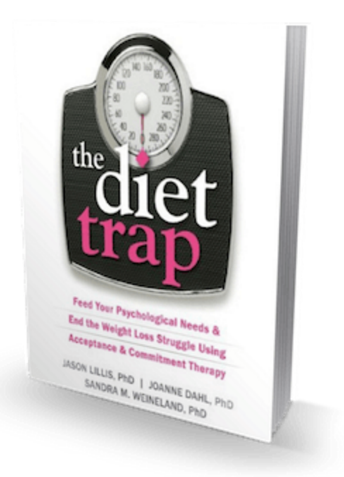 the
diet
trap
Feed Your Psychological Needs &
End the Weight Loss Struggle Using
Acceptance & Commitment Therapy
JASON LILLIS, PhD | JOANNE DAHL, PhD
SANDRA M. WEINELAND, PhD